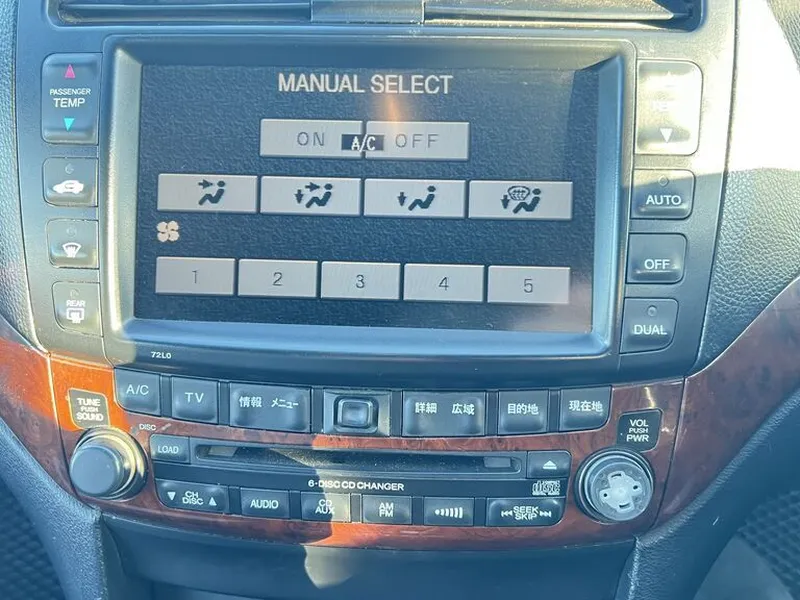 MANUAL SELECT
ON A/C OFF
1 2 3 4 5
PASSENGER
TEMP
REAR
AUTO
OFF
DUAL
72L0
A/C TV 情報 メニュー 詳細 広域 目的地 現在地
TUNE
PUSH
SOUND
VOL
PUSH
PWR
DISC
LOAD
6-DISC CD CHANGER
CH
DISC
AUDIO
CD
AUX
AM
FM
SEEK
SKIP